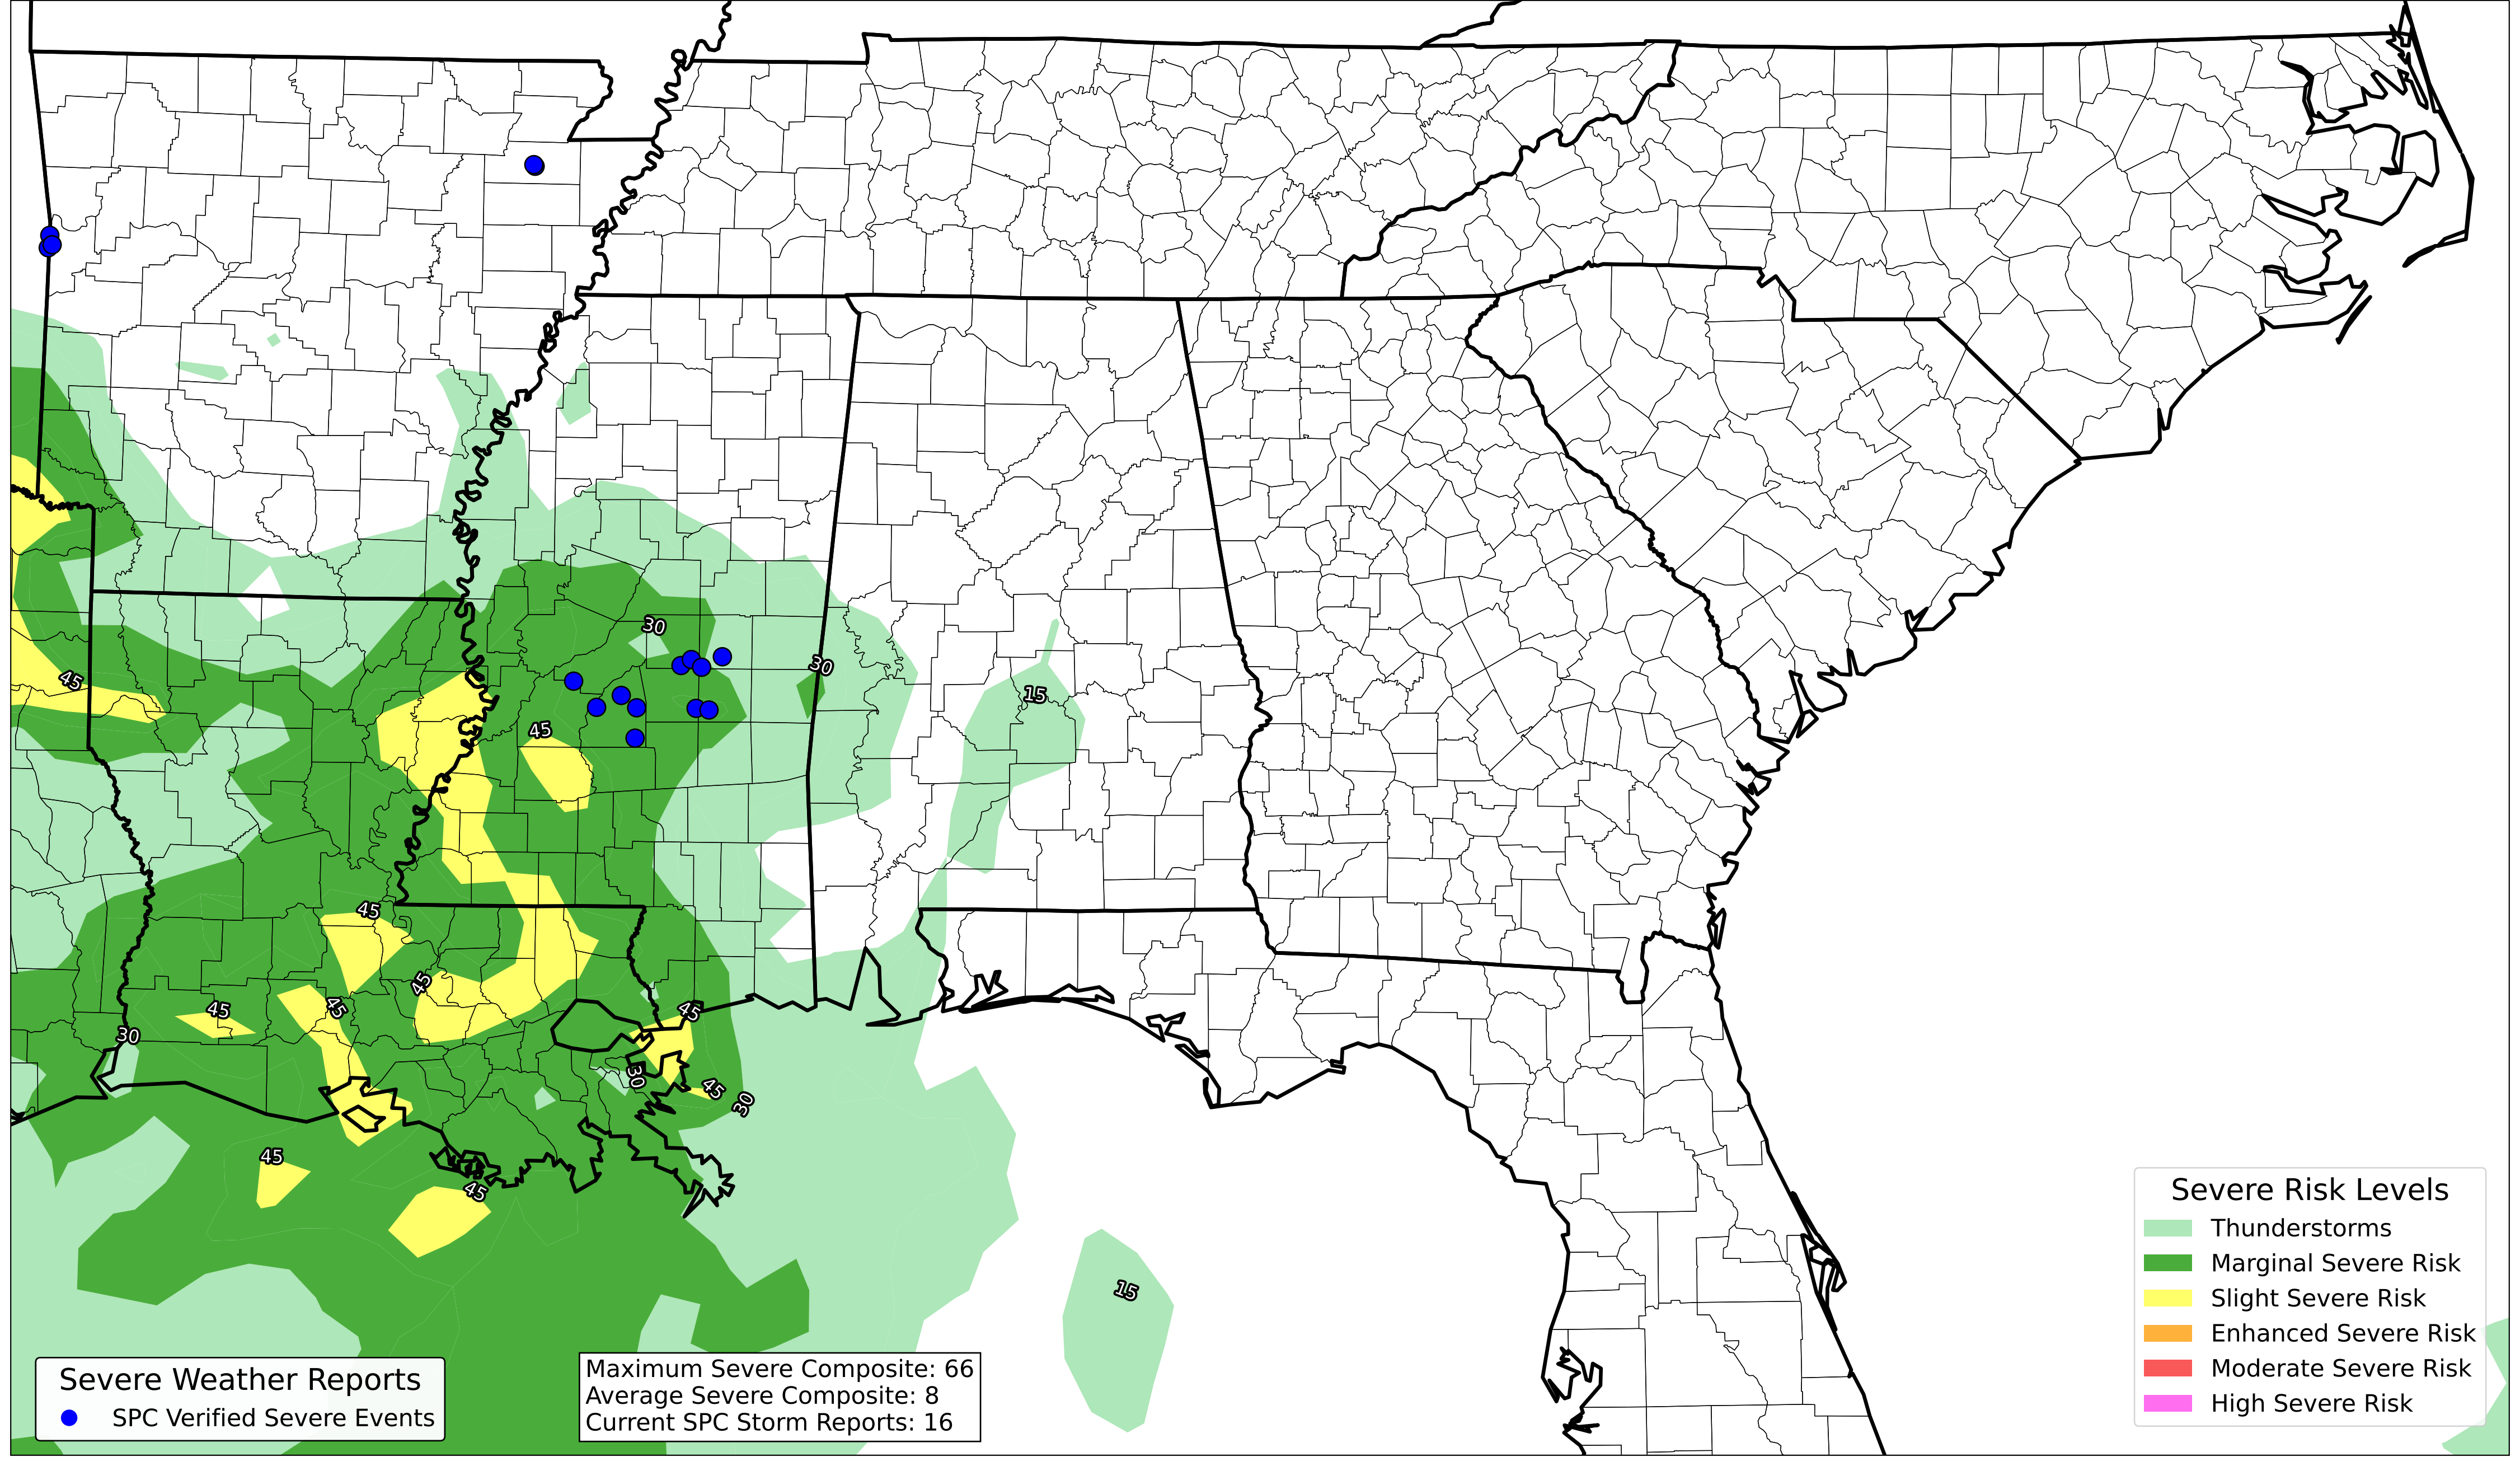 30
30
45
15
45
45
45
45
45
45
30
30
45
30
45
45
15
Severe Weather Reports
SPC Verified Severe Events
Maximum Severe Composite: 66
Average Severe Composite: 8
Current SPC Storm Reports: 16
Severe Risk Levels
Thunderstorms
Marginal Severe Risk
Slight Severe Risk
Enhanced Severe Risk
Moderate Severe Risk
High Severe Risk